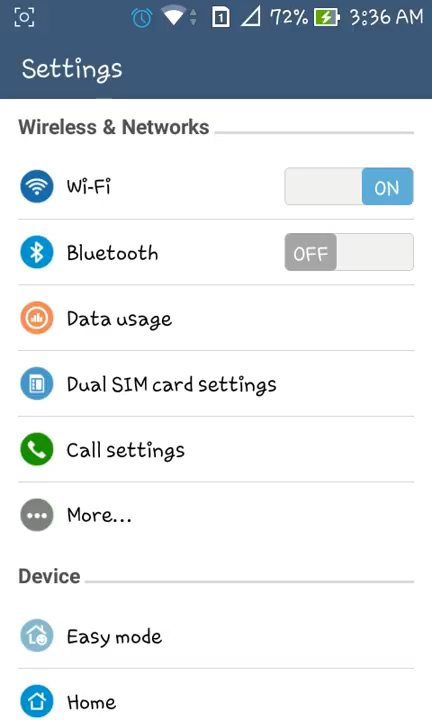 1 72% 3:36 AM
Settings
Wireless & Networks
Wi-Fi ON
Bluetooth OFF
Data usage
Dual SIM card settings
Call settings
More...
Device
Easy mode
Home